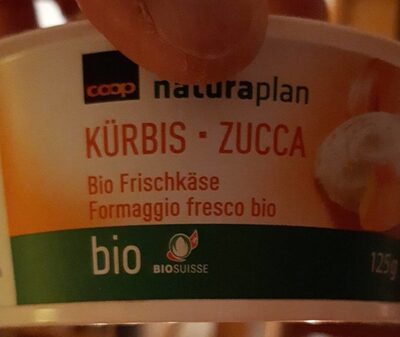 coop naturaplan
KÜRBIS · ZUCCA
Bio Frischkäse
Formaggio fresco bio
bio BIOSUISSE 125g